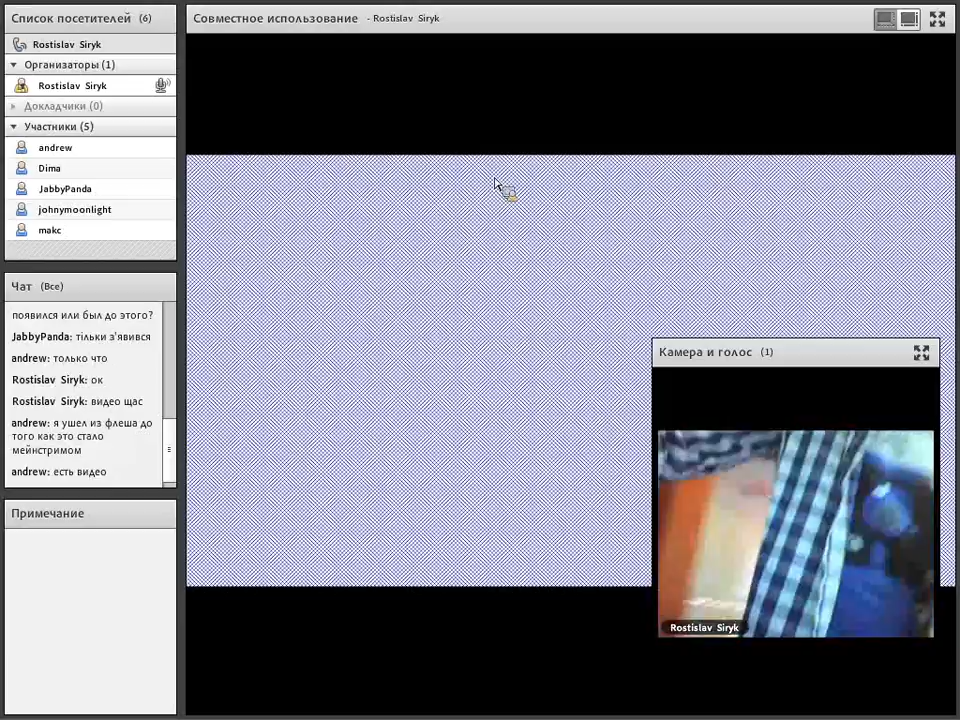 Список посетителей (6)
Rostislav Siryk
Организаторы (1)
Rostislav Siryk
Докладчики (0)
Участники (5)
andrew
Dima
JabbyPanda
johnymoonlight
макс
Чат (Все)
появился или был до этого?
JabbyPanda: тільки з'явився
andrew: только что
Rostislav Siryk: ок
Rostislav Siryk: видео щас
andrew: я ушел из флеша до
того как это стало
мейнстримом
andrew: есть видео
Примечание
Совместное использование - Rostislav Siryk
Камера и голос (1)
Rostislav Siryk